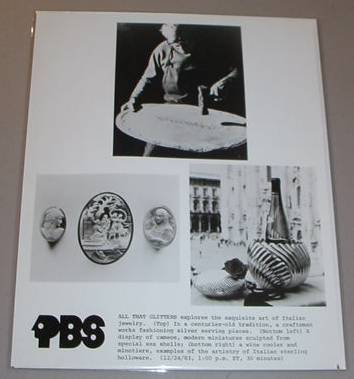 PBS
ALL THAT GLITTERS explores the exquisite art of Italian
jewelry. (Top) In a centuries-old tradition, a craftsman
works fashioning silver serving pieces. (Bottom left) A
display of cameos, modern miniatures sculpted from
special sea shells; (bottom right) a wine cooler and
minotiere, examples of the artistry of Italian sterling
holloware. (12/24/83, 1:00 p.m. ET, 30 minutes)